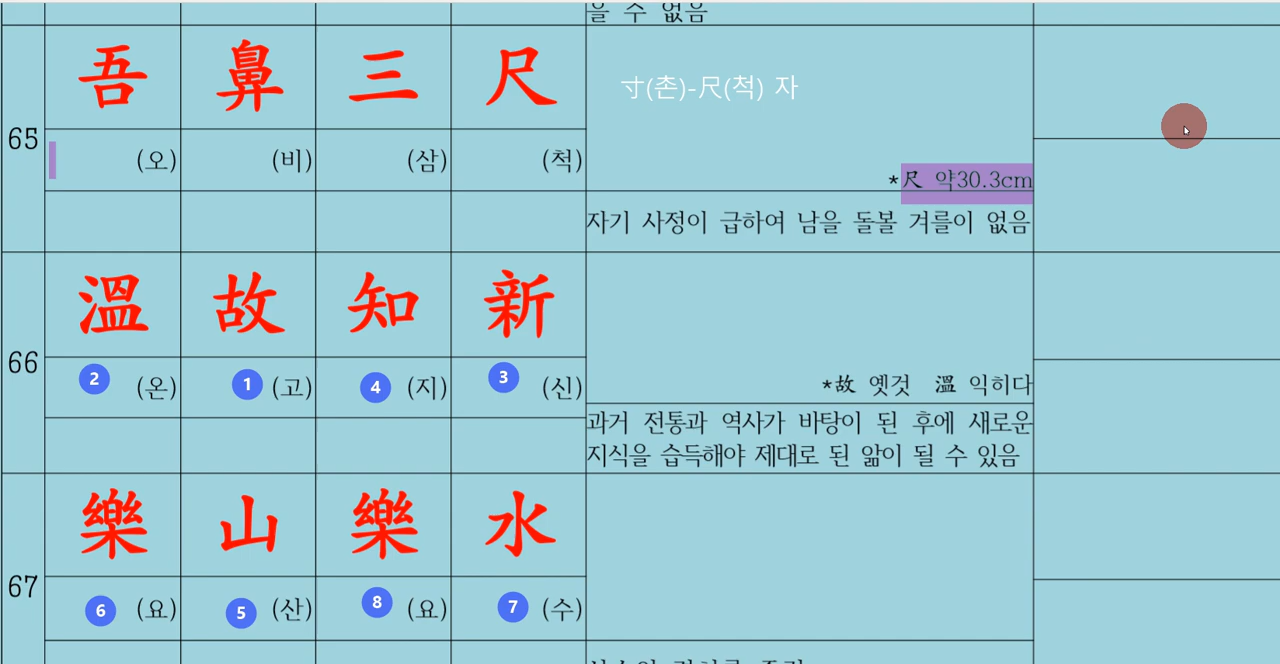 을 수 없음
65
吾 鼻 三 尺
寸(촌)-尺(척) 자
(오) (비) (삼) (척)
*尺 약30.3cm
자기 사정이 급하여 남을 돌볼 겨를이 없음
66
溫 故 知 新
2 (온) 1 (고) 4 (지) 3 (신)
*故 옛것 溫 익히다
과거 전통과 역사가 바탕이 된 후에 새로운
지식을 습득해야 제대로 된 앎이 될 수 있음
67
樂 山 樂 水
6 (요) 5 (산) 8 (요) 7 (수)